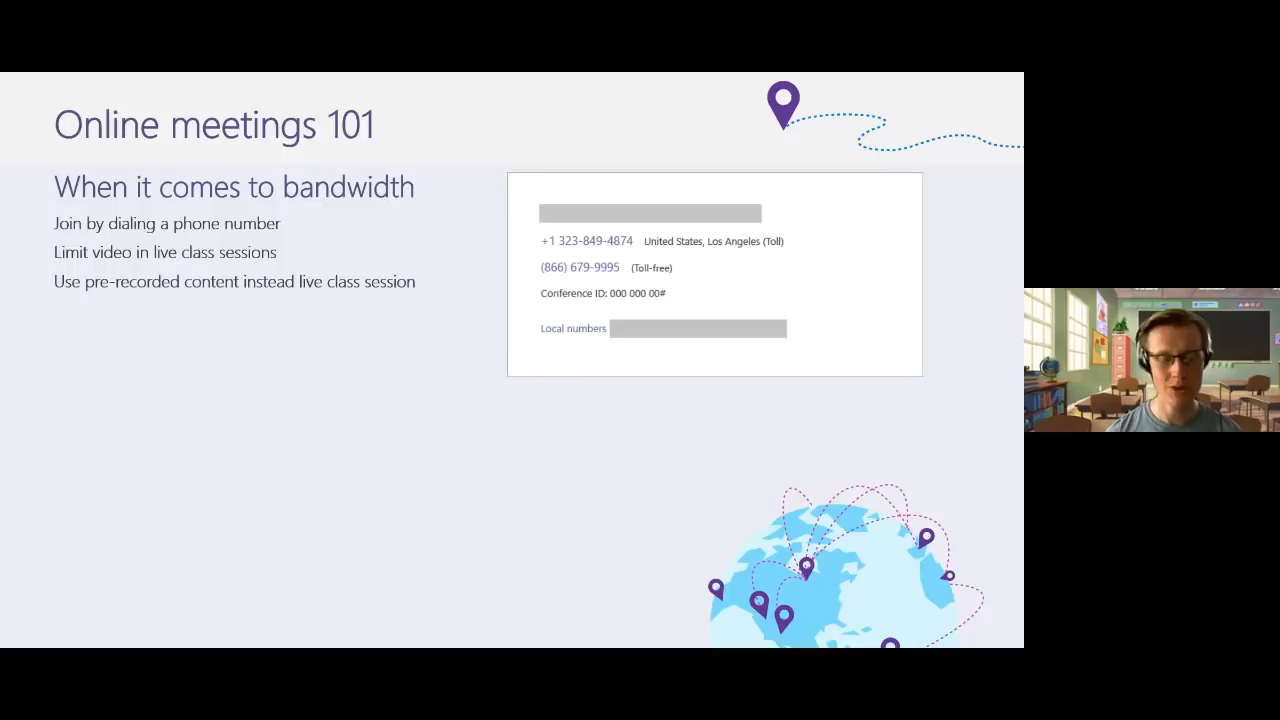 Online meetings 101
When it comes to bandwidth
Join by dialing a phone number
Limit video in live class sessions
Use pre-recorded content instead live class session
+1 323-849-4874 United States, Los Angeles (Toll)
(866) 679-9995 (Toll-free)
Conference ID: 000 000 00#
Local numbers